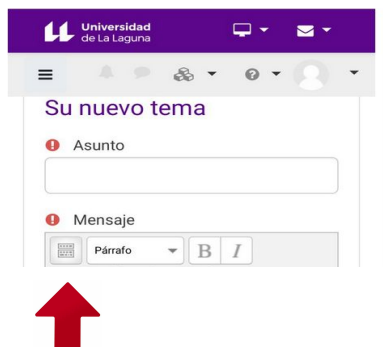 Universidad
de La Laguna
Su nuevo tema
Asunto
Mensaje
Párrafo B I